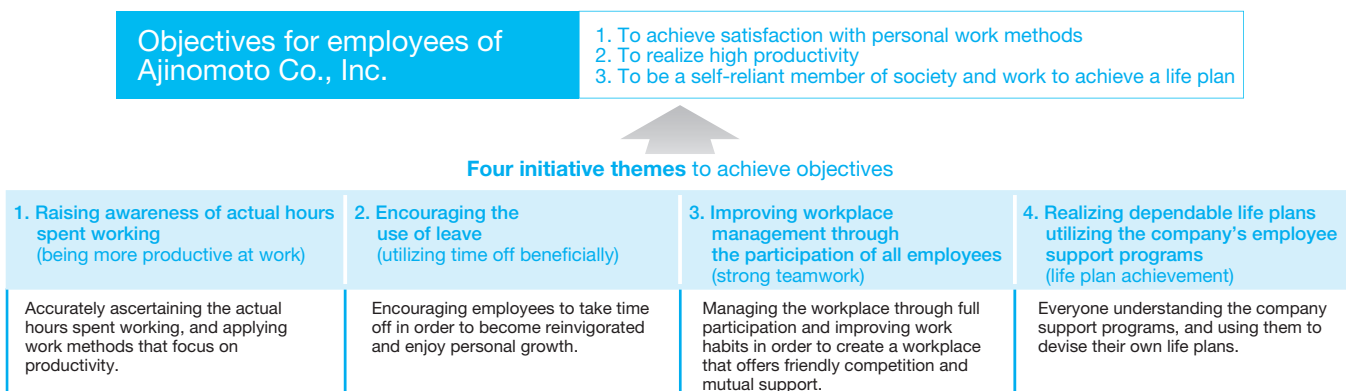 Objectives for employees of
Ajinomoto Co., Inc.
1. To achieve satisfaction with personal work methods
2. To realize high productivity
3. To be a self-reliant member of society and work to achieve a life plan
Four initiative themes to achieve objectives
1. Raising awareness of actual hours
spent working
(being more productive at work)
Accurately ascertaining the actual
hours spent working, and applying
work methods that focus on
productivity.
2. Encouraging the
use of leave
(utilizing time off beneficially)
Encouraging employees to take time
off in order to become reinvigorated
and enjoy personal growth.
3. Improving workplace
management through
the participation of all employees
(strong teamwork)
Managing the workplace through full
participation and improving work
habits in order to create a workplace
that offers friendly competition and
mutual support.
4. Realizing dependable life plans
utilizing the company's employee
support programs
(life plan achievement)
Everyone understanding the company
support programs, and using them to
devise their own life plans.